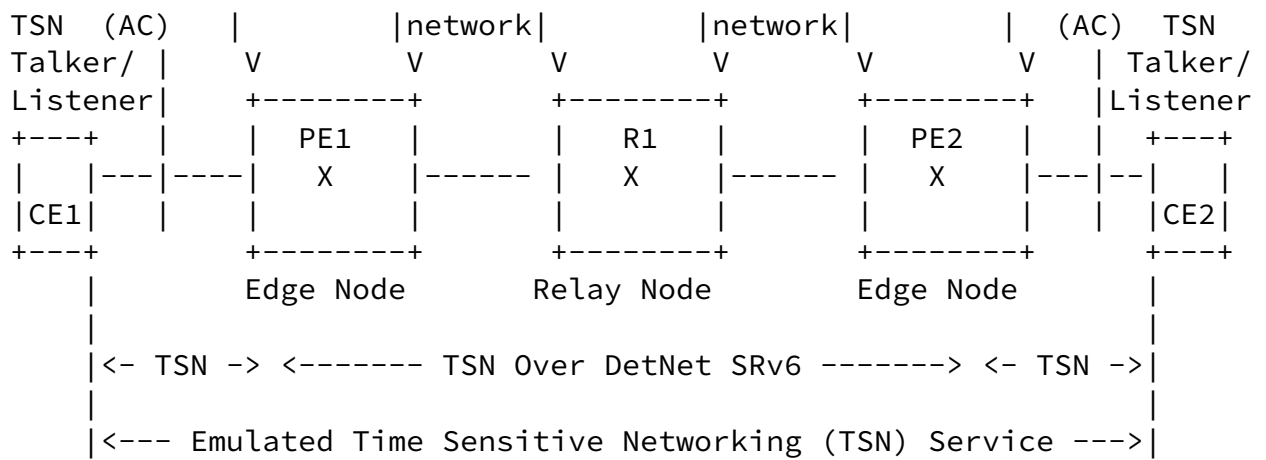 TSN (AC) | |network| |network| | (AC) TSN
Talker/ | V V V V V V | Talker/
Listener| +--------+ +--------+ +--------+ |Listener
+---+ | | PE1 | | R1 | | PE2 | | +---+
| |---|----| X |------ | X |------ | X |---|--| |
|CE1| | | | | | | | | |CE2|
+---+ +--------+ +--------+ +--------+ +---+
| Edge Node Relay Node Edge Node |
| |
|<- TSN -> <------- TSN Over DetNet SRv6 -------> <- TSN ->|
| |
|<--- Emulated Time Sensitive Networking (TSN) Service --->|